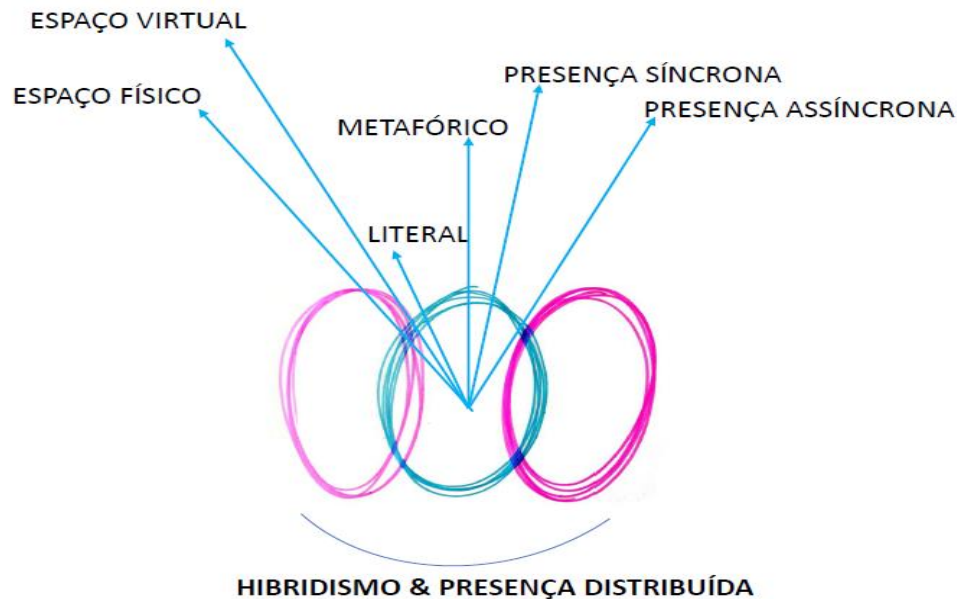 ESPAÇO VIRTUAL
ESPAÇO FÍSICO
PRESENÇA SÍNCRONA
PRESENÇA ASSÍNCRONA
METAFÓRICO
LITERAL
HIBRIDISMO & PRESENÇA DISTRIBUÍDA